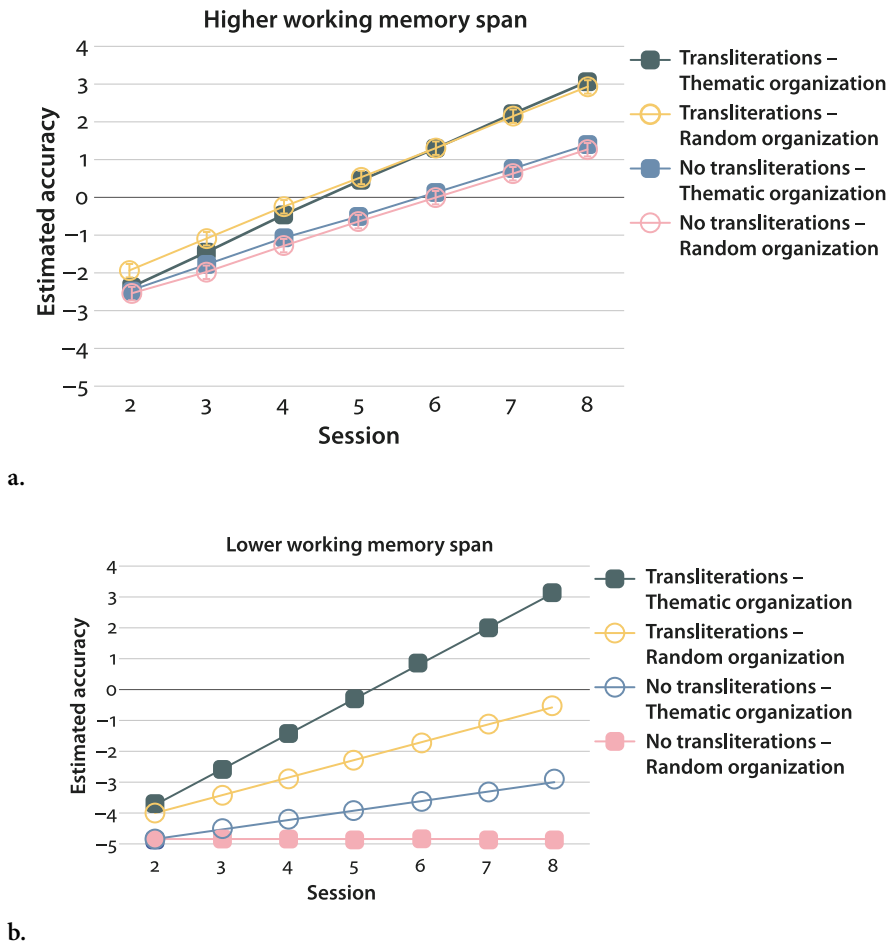 Higher working memory span
4
3
2
1
0
−1
−2
−3
−4
−5
Estimated accuracy
2 3 4 5 6 7 8
Session
Transliterations –
Thematic organization
Transliterations –
Random organization
No transliterations –
Thematic organization
No transliterations –
Random organization
a.
Lower working memory span
4
3
2
1
0
−1
−2
−3
−4
−5
Estimated accuracy
2 3 4 5 6 7 8
Session
Transliterations –
Thematic organization
Transliterations –
Random organization
No transliterations –
Thematic organization
No transliterations –
Random organization
b.